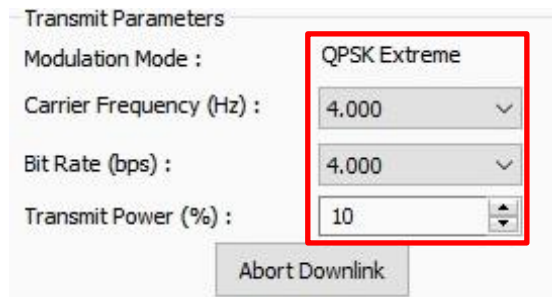 Transmit Parameters
Modulation Mode : QPSK Extreme
Carrier Frequency (Hz) : 4.000
Bit Rate (bps) : 4.000
Transmit Power (%) : 10
Abort Downlink